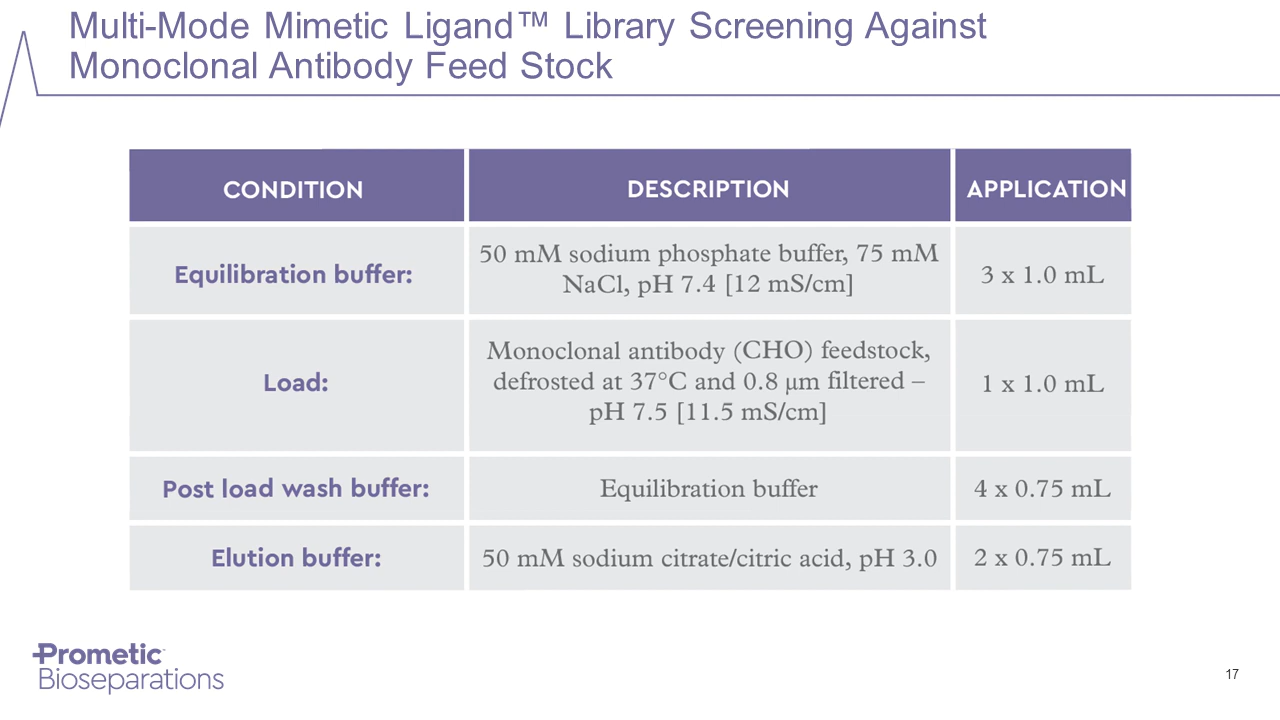 Multi-Mode Mimetic Ligand™ Library Screening Against
Monoclonal Antibody Feed Stock
CONDITION
DESCRIPTION
APPLICATION
Equilibration buffer:
50 mM sodium phosphate buffer, 75 mM
NaCl, pH 7.4 [12 mS/cm]
3 x 1.0 mL
Load:
Monoclonal antibody (CHO) feedstock,
defrosted at 37°C and 0.8 µm filtered –
pH 7.5 [11.5 mS/cm]
1 x 1.0 mL
Post load wash buffer:
Equilibration buffer
4 x 0.75 mL
Elution buffer:
50 mM sodium citrate/citric acid, pH 3.0
2 x 0.75 mL
Prometic
Bioseparations
17